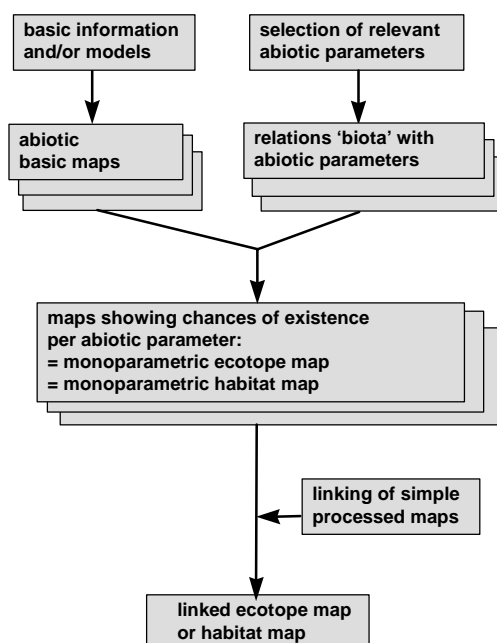 basic information
and/or models
selection of relevant
abiotic parameters
abiotic
basic maps
relations ‘biota’ with
abiotic parameters
maps showing chances of existence
per abiotic parameter:
= monoparametric ecotope map
= monoparametric habitat map
linking of simple
processed maps
linked ecotope map
or habitat map